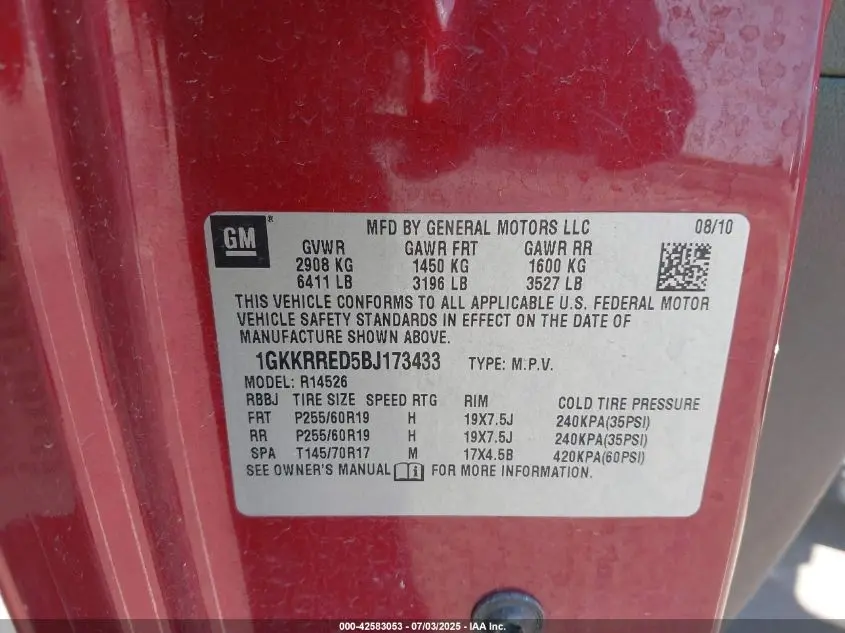 GM ® MFD BY GENERAL MOTORS LLC 08/10
GVWR GAWR FRT GAWR RR
2908 KG 1450 KG 1600 KG
6411 LB 3196 LB 3527 LB
THIS VEHICLE CONFORMS TO ALL APPLICABLE U.S. FEDERAL MOTOR
VEHICLE SAFETY STANDARDS IN EFFECT ON THE DATE OF
MANUFACTURE SHOWN ABOVE.
1GKKRRED5BJ173433 TYPE: M.P.V.
MODEL: R14526
RBBJ TIRE SIZE SPEED RTG RIM COLD TIRE PRESSURE
FRT P255/60R19 H 19X7.5J 240KPA(35PSI)
RR P255/60R19 H 19X7.5J 240KPA(35PSI)
SPA T145/70R17 M 17X4.5B 420KPA(60PSI)
SEE OWNER'S MANUAL FOR MORE INFORMATION.
000-42583053 - 07/03/2025 - IAA Inc.